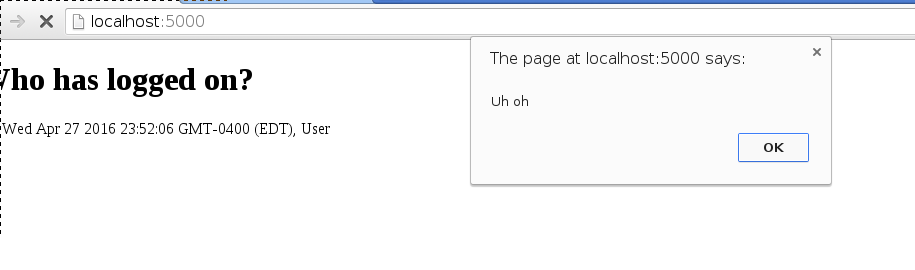 localhost:5000
The page at localhost:5000 says:
Who has logged on?
Uh oh
Wed Apr 27 2016 23:52:06 GMT-0400 (EDT), User
OK